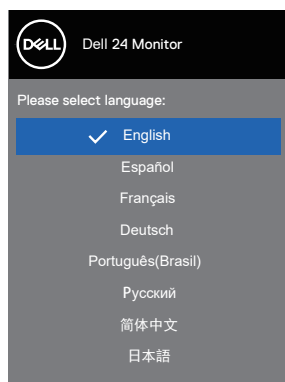 DELL
Dell 24 Monitor
Please select language:
English
Español
Français
Deutsch
Português(Brasil)
Русский
简体中文
日本語